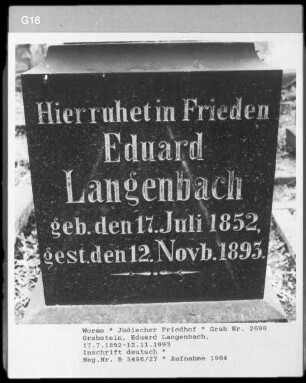 G16
Hier ruhet in Frieden
Eduard
Langenbach
geb. den 17. Juli 1852,
gest. den 12. Novb. 1893.
Worms * Jüdischer Friedhof * Grab Nr. 2690
Grabstein. Eduard Langenbach.
17.7.1852-12.11.1893
Inschrift deutsch *
Neg.Nr. B 3406/27 * Aufnahme 1984